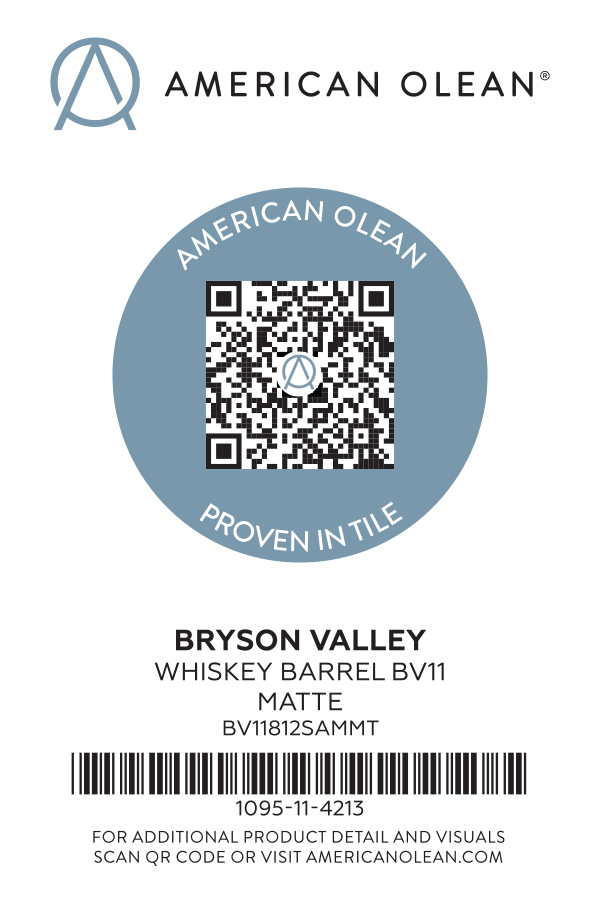 AMERICAN OLEAN®
AMERICAN OLEAN
PROVEN IN TILE
BRYSON VALLEY
WHISKEY BARREL BV11
MATTE
BV11812SAMMT
1095-11-4213
FOR ADDITIONAL PRODUCT DETAIL AND VISUALS
SCAN QR CODE OR VISIT AMERICANOLEAN.COM